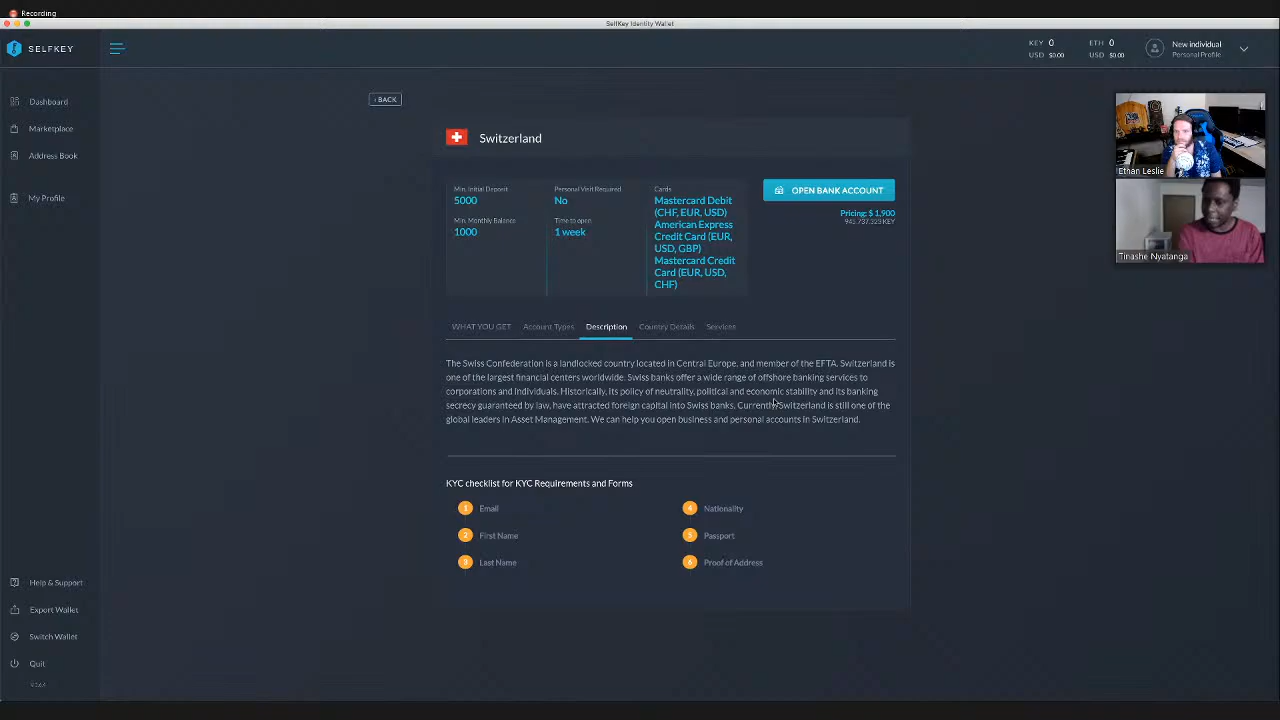 Recording
SelfKey Identity Wallet
SELFKEY
KEY 0
USD $0.00
ETH 0
USD $0.00
New individual
Personal Profile
Dashboard
Marketplace
Address Book
My Profile
Help & Support
Export Wallet
Switch Wallet
Quit
‹ BACK
Switzerland
Min. Initial Deposit
5000
Min. Monthly Balance
1000
Personal Visit Required
No
Time to open
1 week
Cards
Mastercard Debit
(CHF, EUR, USD)
American Express
Credit Card (EUR,
USD, GBP)
Mastercard Credit
Card (EUR, USD,
CHF)
OPEN BANK ACCOUNT
Pricing: $ 1,900
Ethan Leslie
Tinashe Nyatanga
WHAT YOU GET
Account Types
Description
Country Details
Services
The Swiss Confederation is a landlocked country located in Central Europe, and member of the EFTA. Switzerland is
one of the largest financial centers worldwide. Swiss banks offer a wide range of offshore banking services to
corporations and individuals. Historically, its policy of neutrality, political and economic stability and its banking
secrecy guaranteed by law, have attracted foreign capital into Swiss banks. Currently Switzerland is still one of the
global leaders in Asset Management. We can help you open business and personal accounts in Switzerland.
KYC checklist for KYC Requirements and Forms
1 Email
2 First Name
3 Last Name
4 Nationality
5 Passport
6 Proof of Address